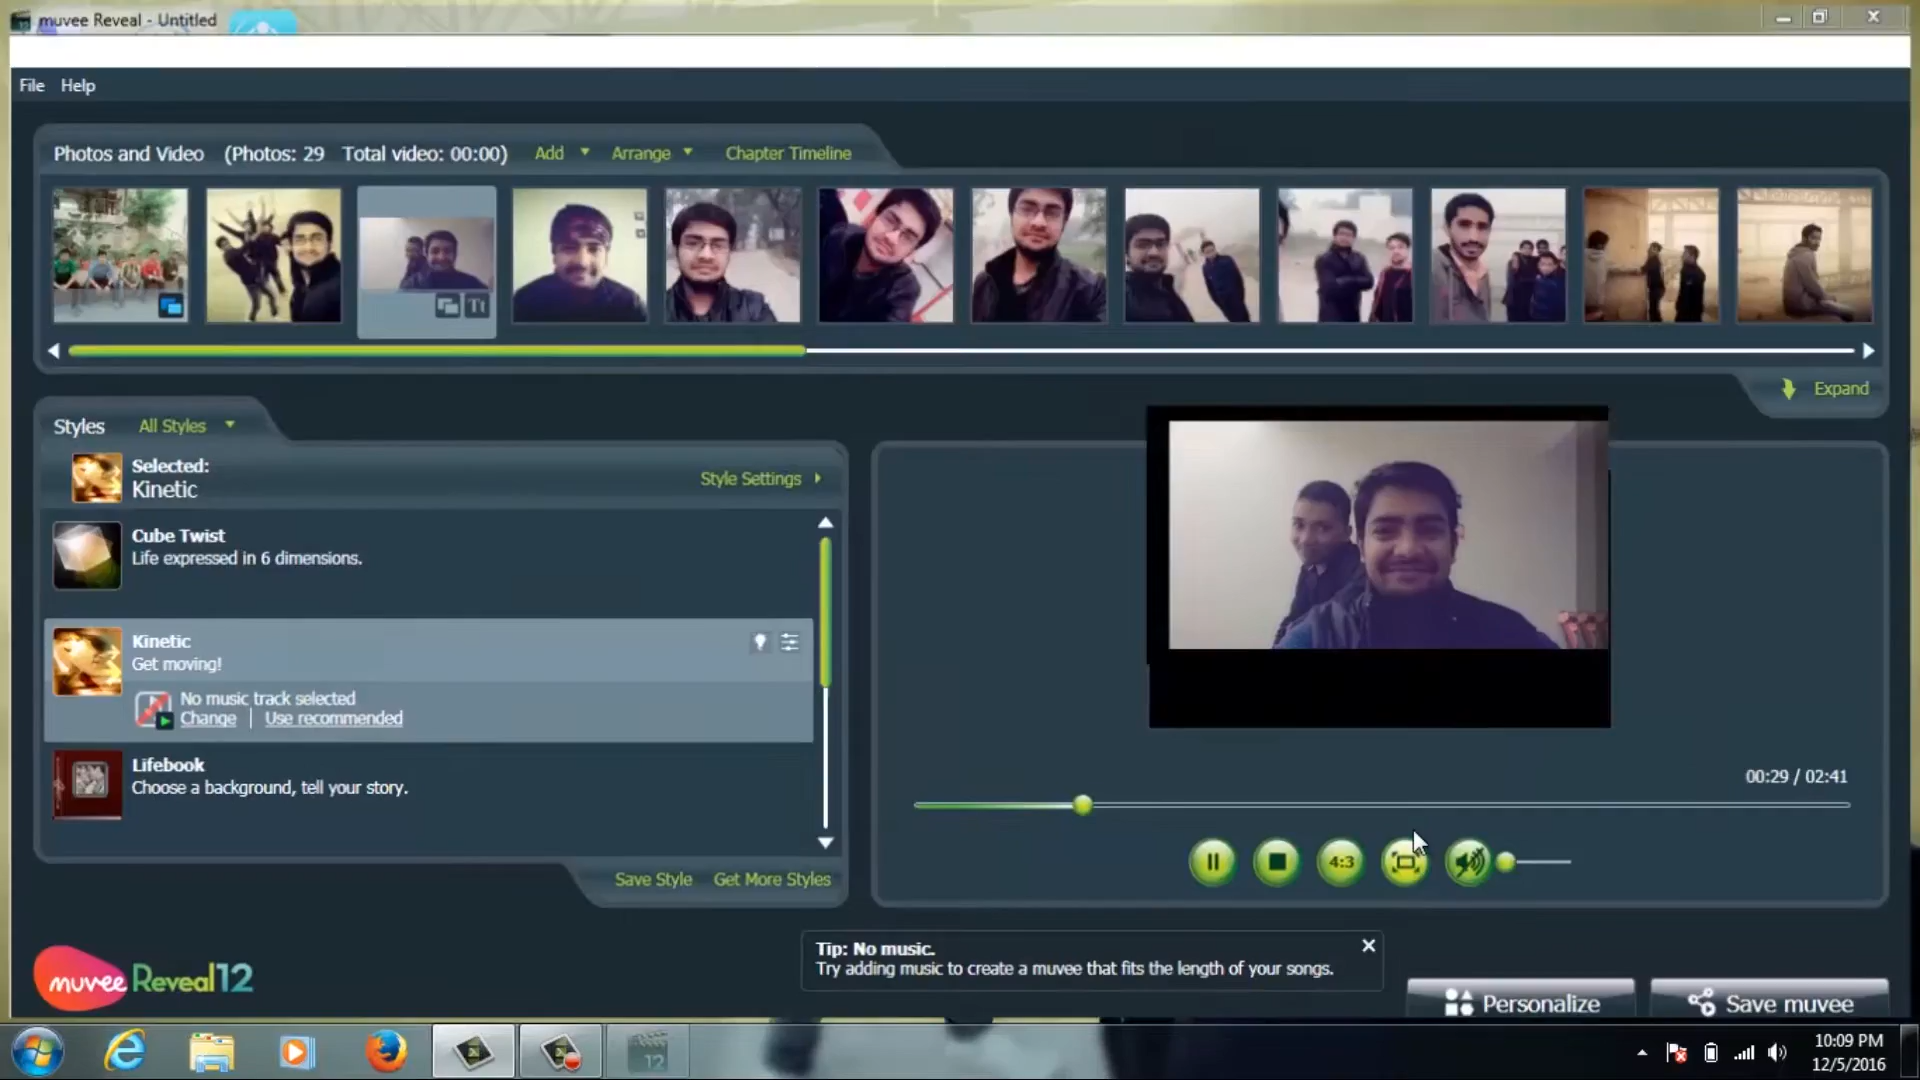 muvee Reveal - Untitled
File Help
Photos and Video (Photos: 29 Total video: 00:00) Add Arrange Chapter Timeline
Tt
Expand
Styles All Styles
Selected:
Kinetic
Style Settings
Cube Twist
Life expressed in 6 dimensions.
Kinetic
Get moving!
No music track selected
Change | Use recommended
Lifebook
Choose a background, tell your story.
Save Style Get More Styles
00:29 / 02:41
4:3
Tip: No music.
Try adding music to create a muvee that fits the length of your songs.
muvee Reveal12
Personalize
Save muvee
12
10:09 PM
12/5/2016